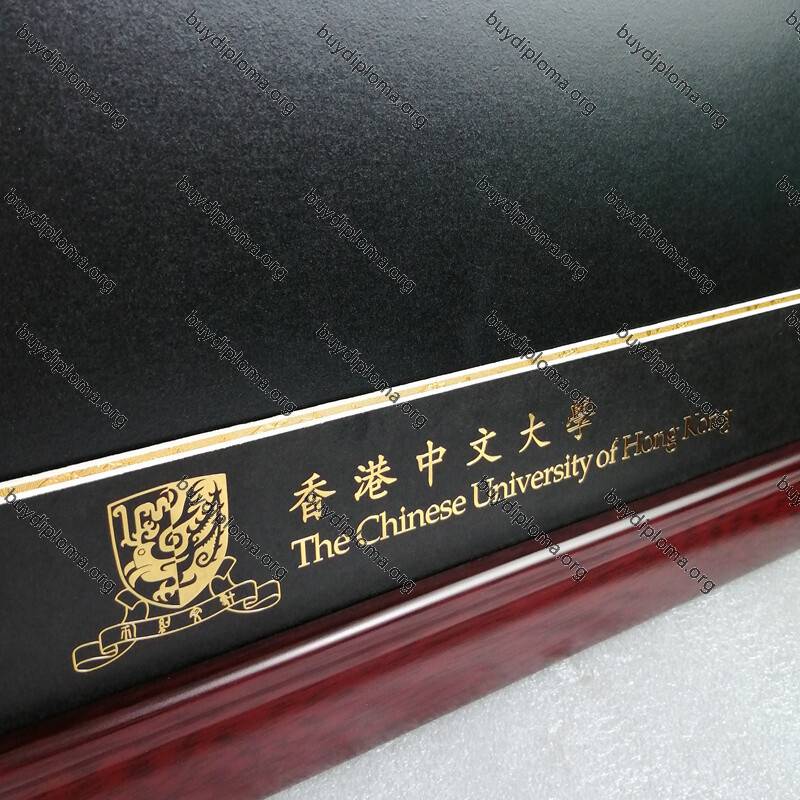 香港中文大學
The Chinese University of Hong Kong
buydiploma.org